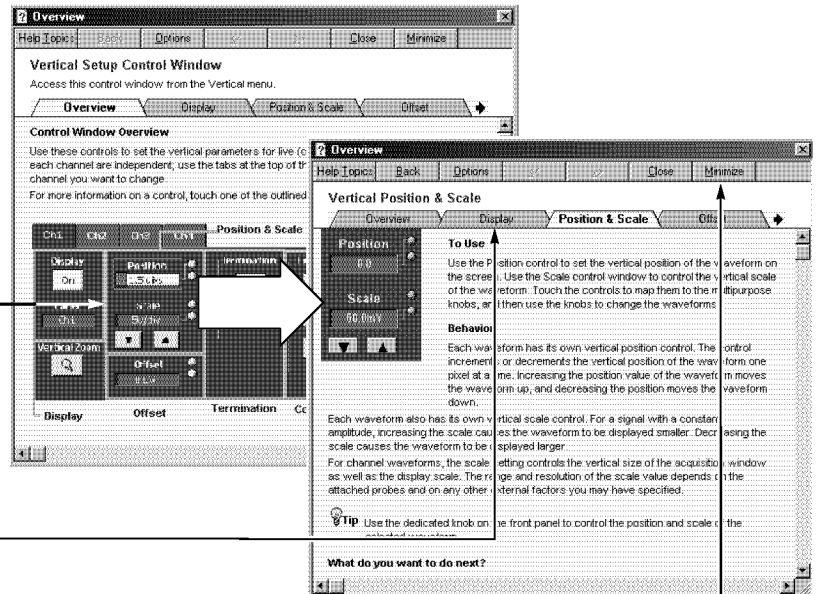 Overview
Help Topics Back Options << >> Close Minimize
Vertical Setup Control Window
Access this control window from the Vertical menu.
Overview Display Position & Scale Offset
Control Window Overview
Use these controls to set the vertical parameters for live (c
each channel are independent; use the tabs at the top of th
channel you want to change.
For more information on a control, touch one of the outlined
Ch1 Ch2 Ch3 Ch4 Position & Scale
Display Position Termination
On
Scale
Ch1
Vertical Zoom
Offset
Display Offset Termination Co
Overview
Help Topics Back Options << >> Close Minimize
Vertical Position & Scale
Overview Display Position & Scale Offset
Position
0.0
Scale
50.0mV
To Use
Use the Position control to set the vertical position of the waveform on
the screen. Use the Scale control window to control the vertical scale
of the waveform. Touch the controls to map them to the multipurpose
knobs, and then use the knobs to change the waveforms
Behavior
Each waveform has its own vertical position control. The control
increments or decrements the vertical position of the waveform one
pixel at a time. Increasing the position value of the waveform moves
the waveform up, and decreasing the position moves the waveform
down.
Each waveform also has its own vertical scale control. For a signal with a constant
amplitude, increasing the scale causes the waveform to be displayed smaller. Decreasing the
scale causes the waveform to be displayed larger
For channel waveforms, the scale setting controls the vertical size of the acquisition window
as well as the display scale. The range and resolution of the scale value depends on the
attached probes and on any other external factors you may have specified.
Tip Use the dedicated knob on the front panel to control the position and scale of the
selected waveform
What do you want to do next?